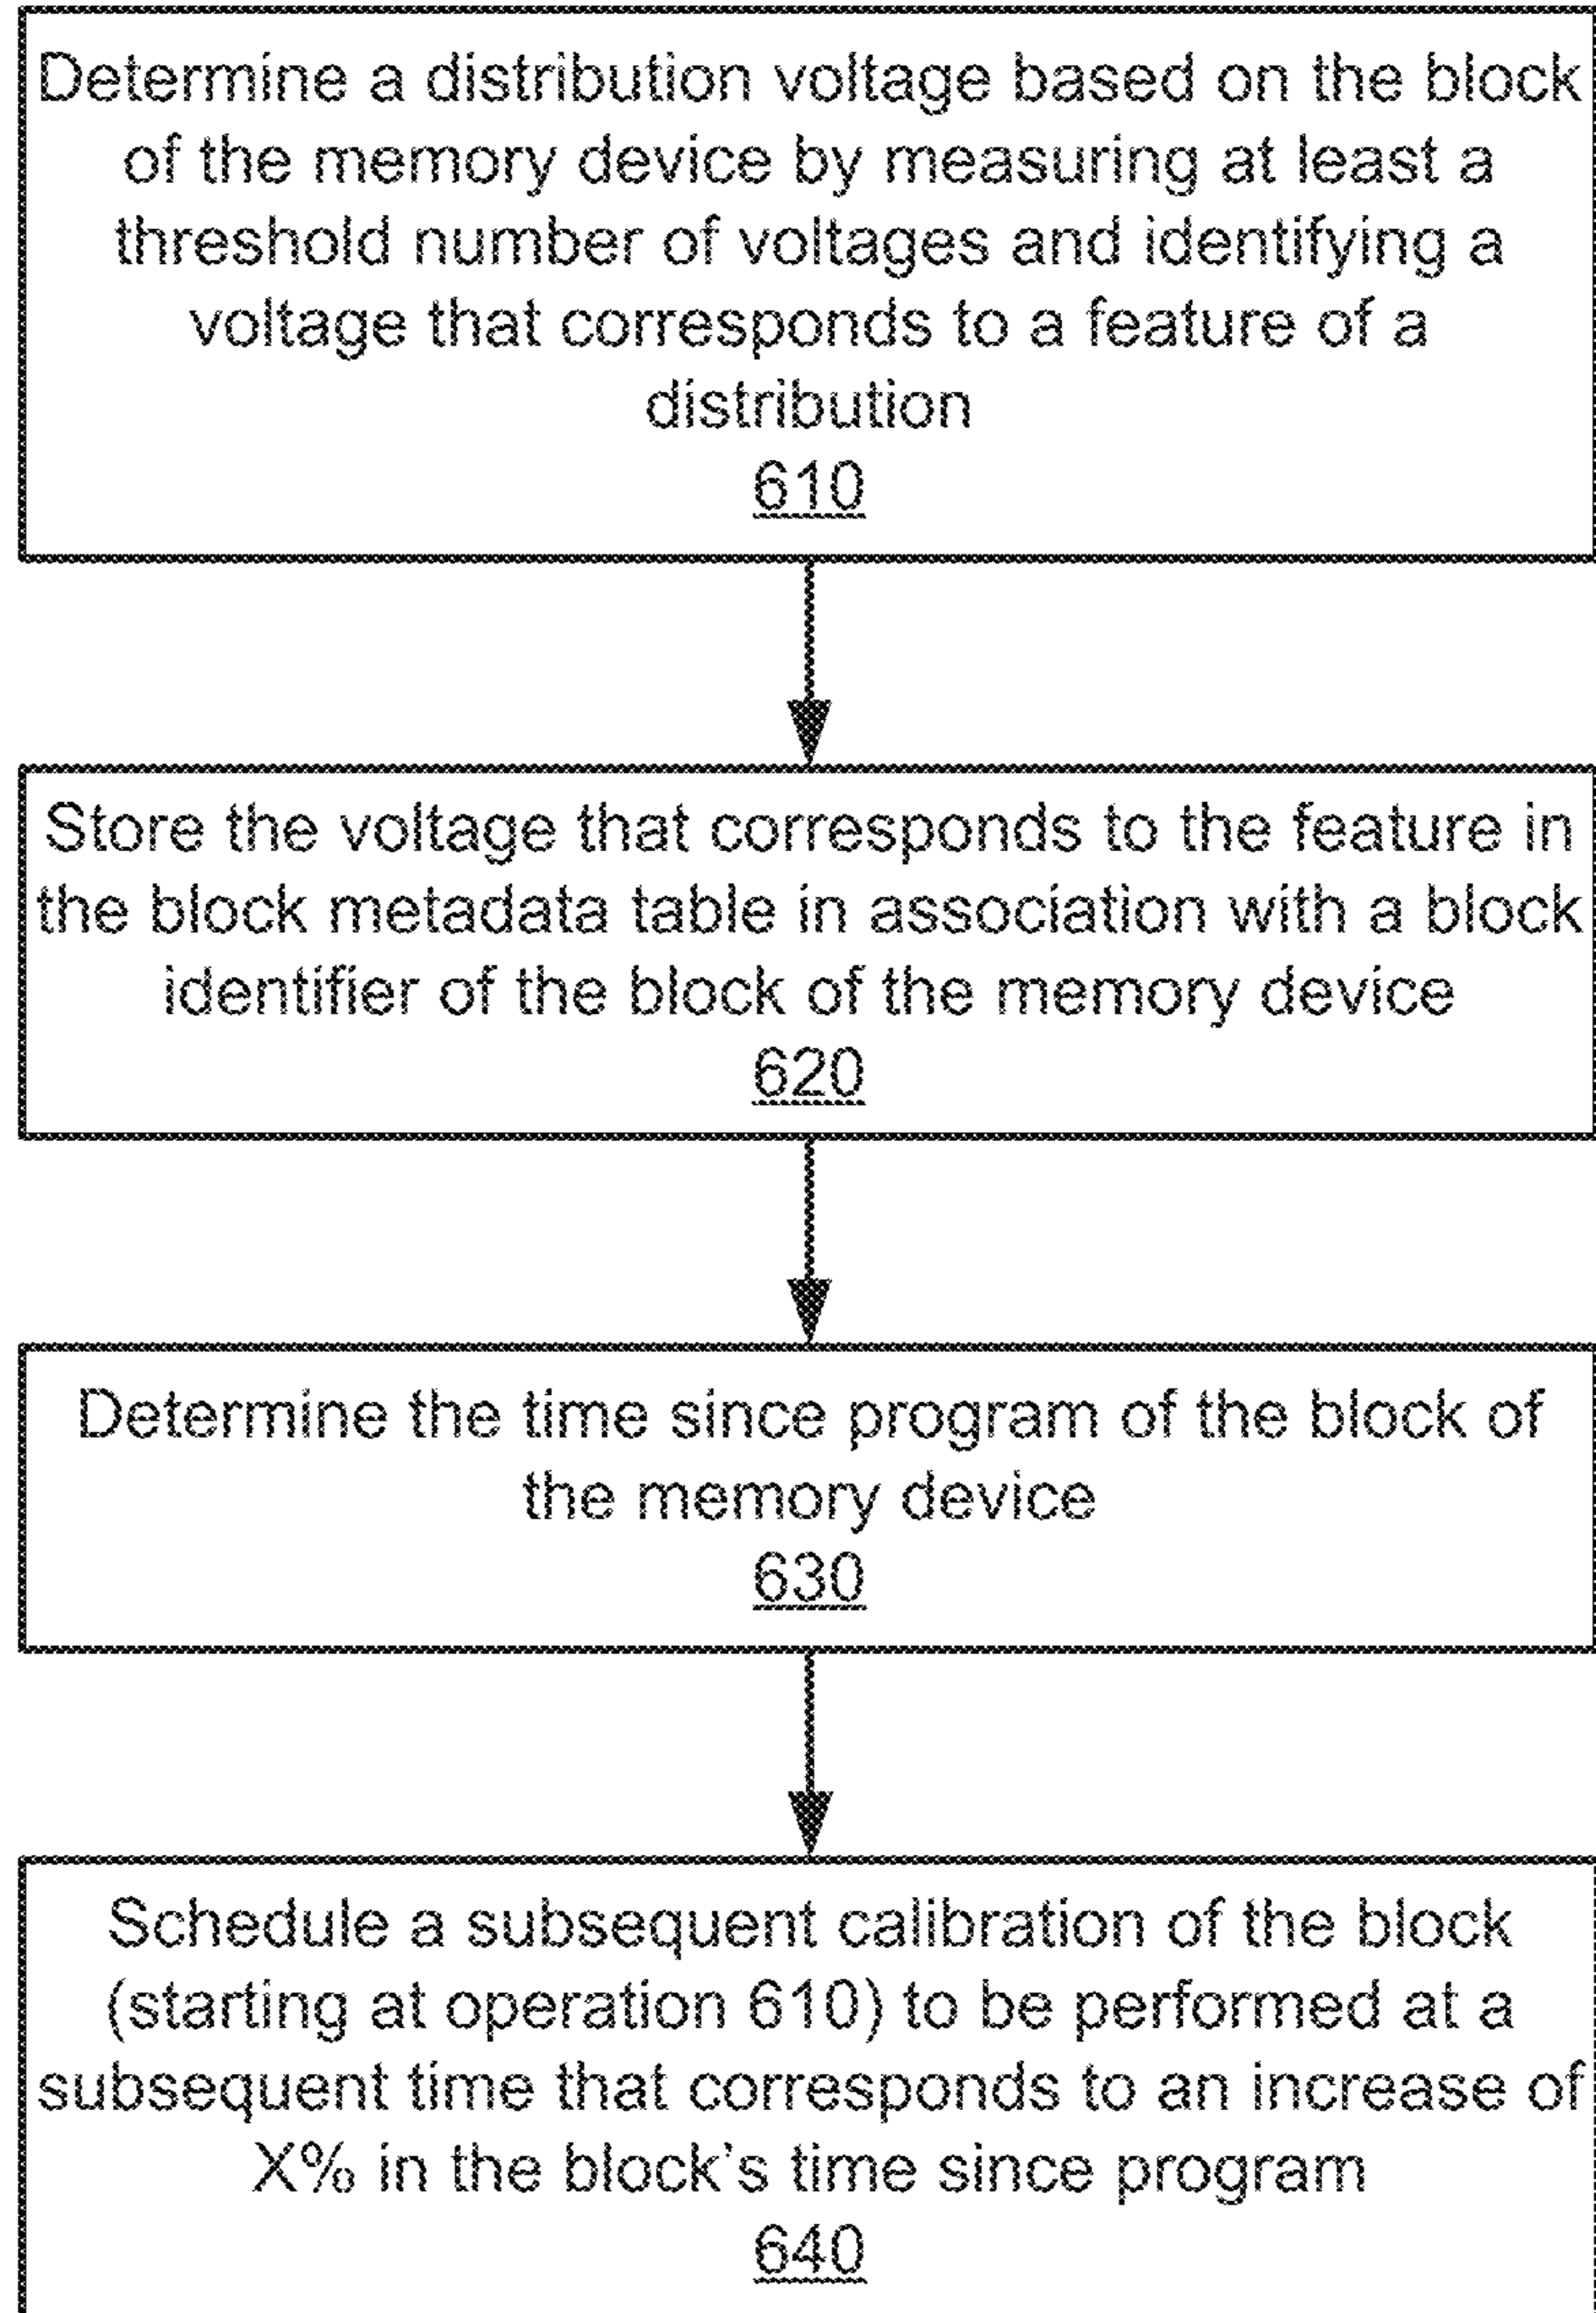 Determine a distribution voltage based on the block
of the memory device by measuring at least a
threshold number of voltages and identifying a
voltage that corresponds to a feature of a
distribution
610
Store the voltage that corresponds to the feature in
the block metadata table in association with a block
identifier of the block of the memory device
620
Determine the time since program of the block of
the memory device
630
Schedule a subsequent calibration of the block
(starting at operation 610) to be performed at a
subsequent time that corresponds to an increase of
X% in the block's time since program
640